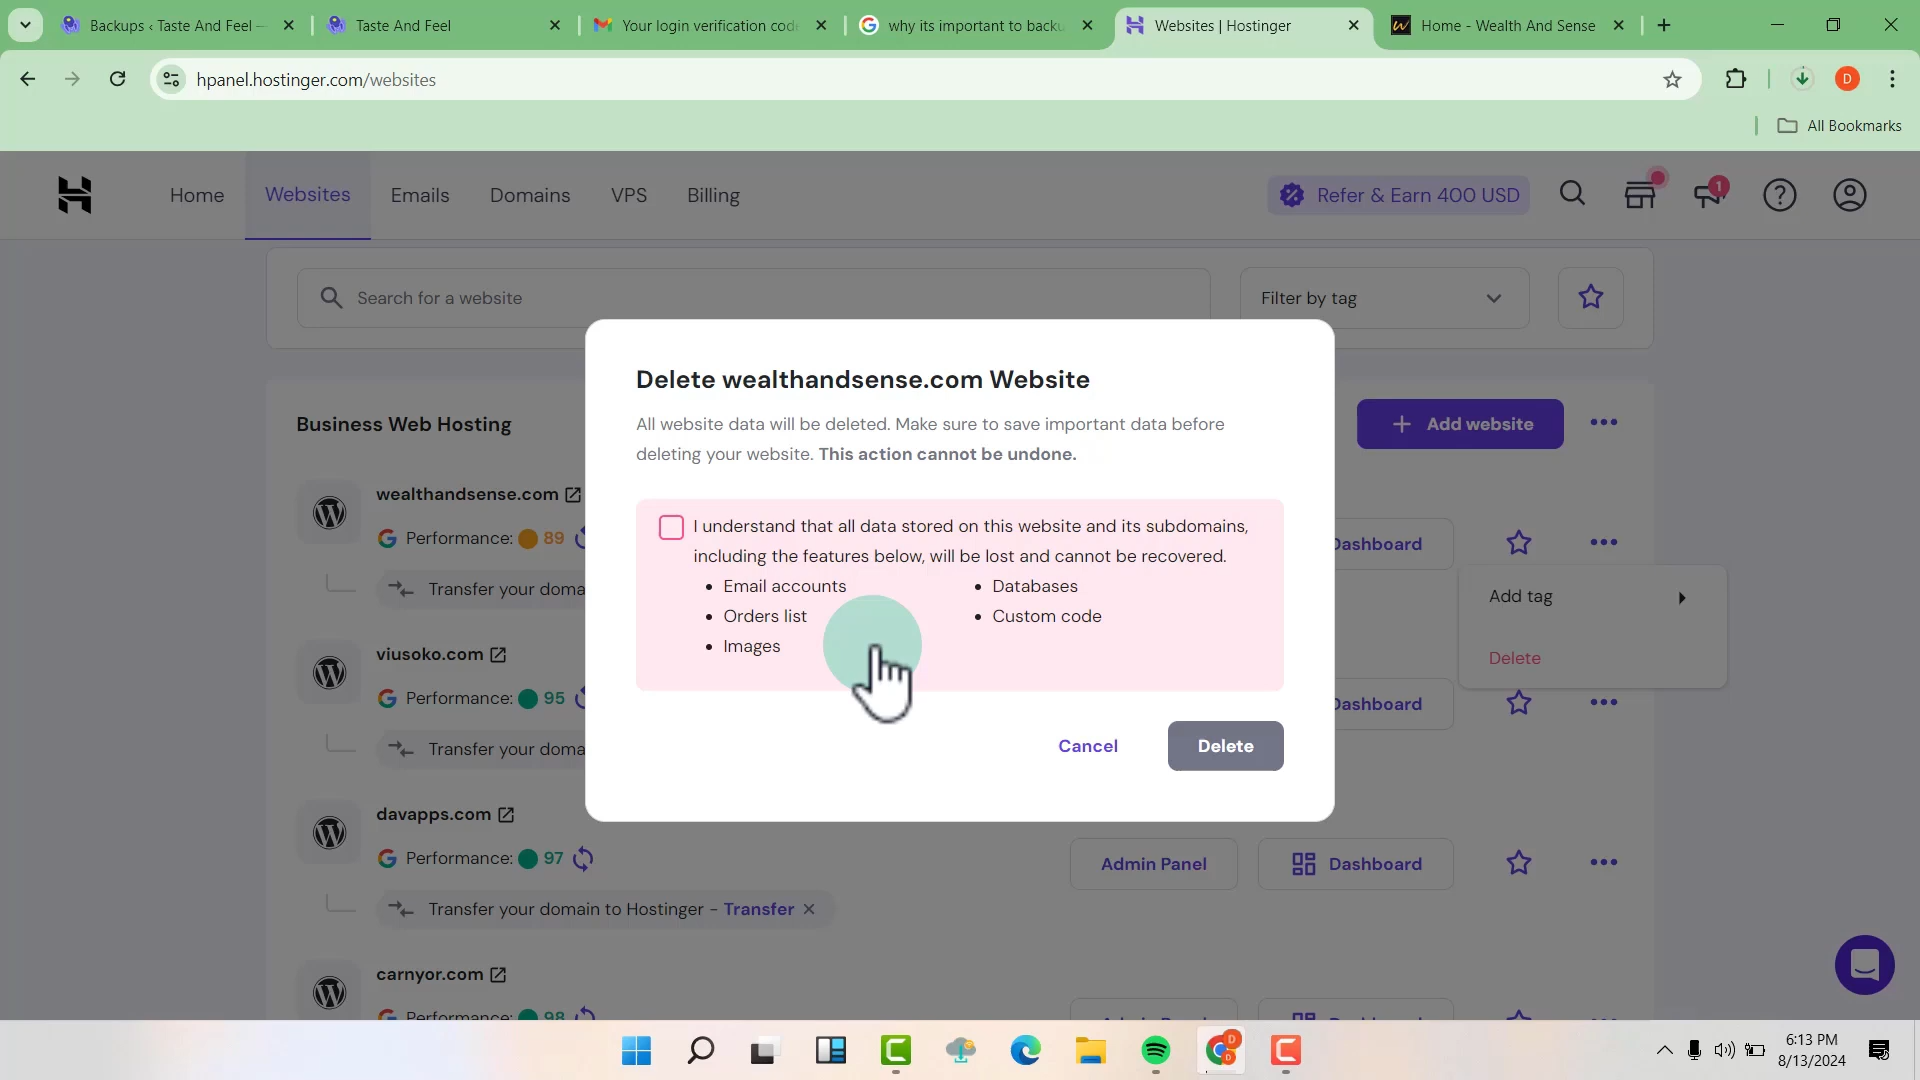 Backups ‹ Taste And Feel —
Taste And Feel
Your login verification code
why its important to backu
Websites | Hostinger
Home - Wealth And Sense
hpanel.hostinger.com/websites
D
All Bookmarks
Home
Websites
Emails
Domains
VPS
Billing
Refer & Earn 400 USD
1
Search for a website
Filter by tag
Delete wealthandsense.com Website
All website data will be deleted. Make sure to save important data before
deleting your website. This action cannot be undone.
I understand that all data stored on this website and its subdomains,
including the features below, will be lost and cannot be recovered.
• Email accounts
• Orders list
• Images
• Databases
• Custom code
Cancel
Delete
Business Web Hosting
+ Add website
wealthandsense.com
Performance: 89
Dashboard
Transfer your doma
Add tag
Delete
viusoko.com
Performance: 95
Dashboard
Transfer your doma
davapps.com
Performance: 97
Admin Panel
Dashboard
Transfer your domain to Hostinger - Transfer
carnyor.com
Performance: 98
6:13 PM
8/13/2024